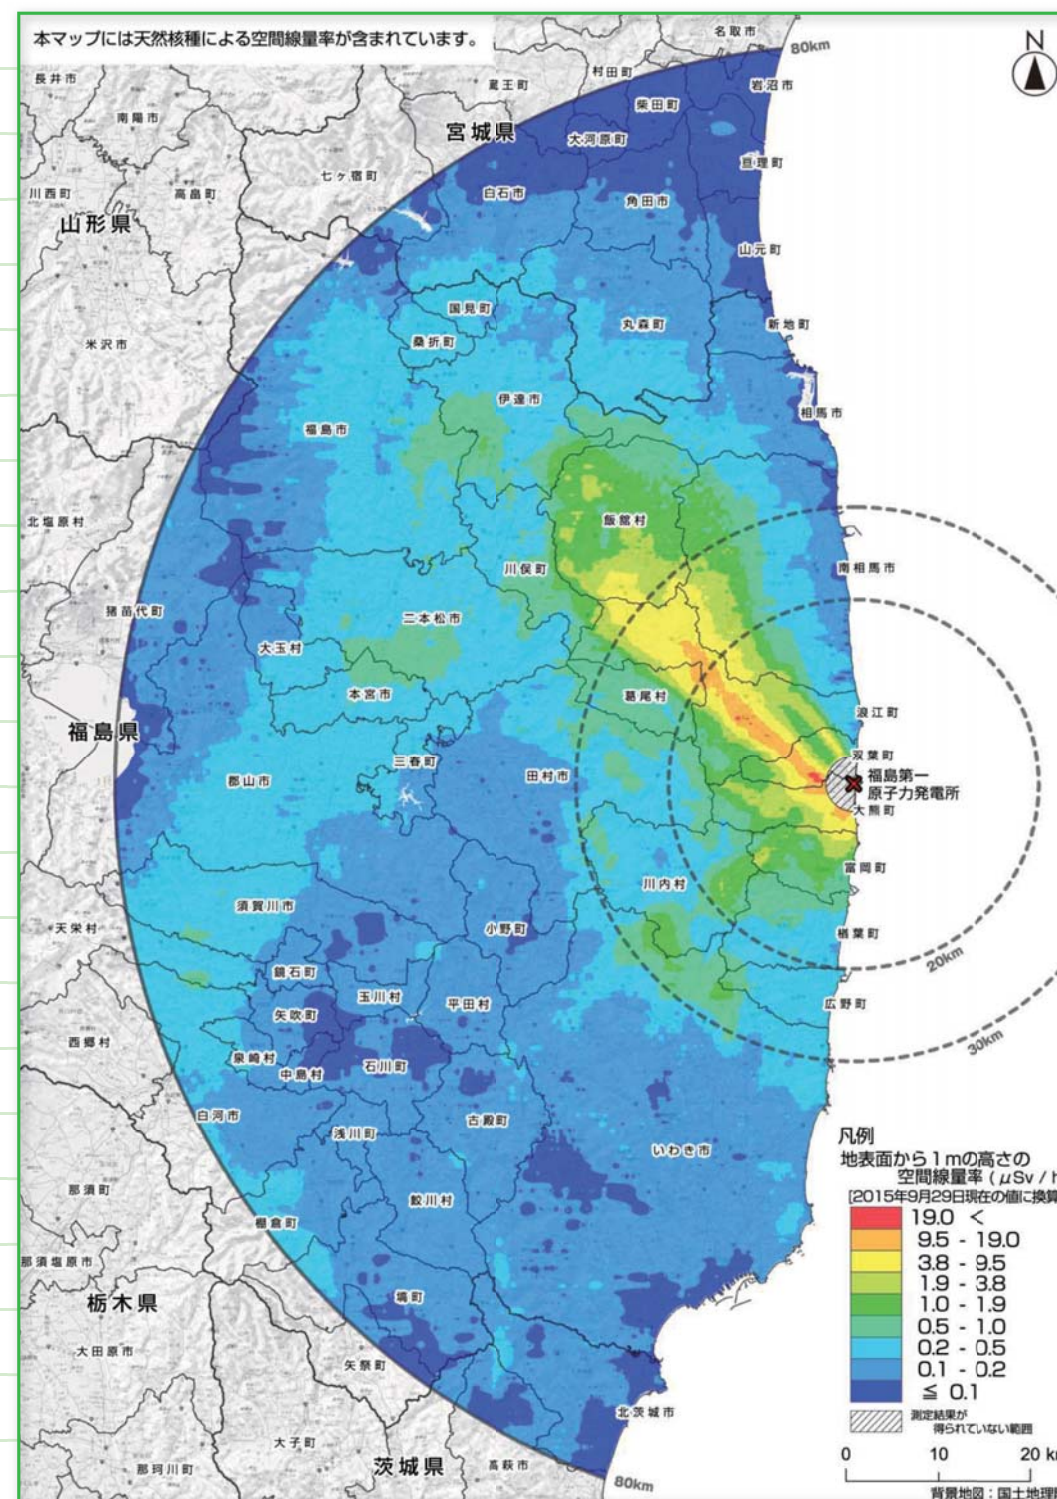 本マップには天然核種による空間線量率が含まれています。
80km
N
名取市
村田町
岩沼市
長井市
蔵王町
柴田町
南陽市
宮城県
大河原町
亘理町
七ヶ宿町
川西町
高畠町
白石市
角田市
山形県
山元町
国見町
丸森町
新地町
桑折町
米沢市
伊達市
相馬市
福島市
飯舘村
北塩原村
川俣町
南相馬市
猪苗代町
二本松市
大玉村
本宮市
葛尾村
浪江町
福島県
双葉町
三春町
田村市
福島第一
原子力発電所
郡山市
大熊町
富岡町
川内村
須賀川市
天栄村
小野町
楢葉町
20km
鏡石町
玉川村
平田村
広野町
矢吹町
30km
西郷村
泉崎村
中島村
石川町
白河市
古殿町
浅川町
いわき市
那須町
鮫川村
棚倉町
那須塩原市
塙町
栃木県
大田原市
矢祭町
北茨城市
大子町
茨城県
高萩市
那珂川町
80km
凡例
地表面から1mの高さの
空間線量率(μSv/h
[2015年9月29日現在の値に換算
19.0 <
9.5 - 19.0
3.8 - 9.5
1.9 - 3.8
1.0 - 1.9
0.5 - 1.0
0.2 - 0.5
0.1 - 0.2
≦ 0.1
測定結果が
得られていない範囲
0 10 20 km
背景地図:国土地理院